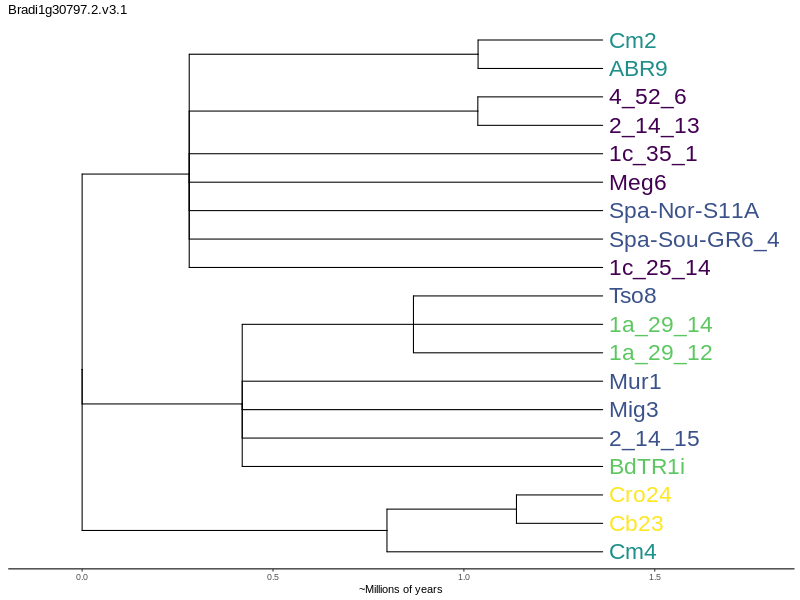 Bradi1g30797.2.v3.1
Cm2
ABR9
4_52_6
2_14_13
1c_35_1
Meg6
Spa-Nor-S11A
Spa-Sou-GR6_4
1c_25_14
Tso8
1a_29_14
1a_29_12
Mur1
Mig3
2_14_15
BdTR1i
Cro24
Cb23
Cm4
0.0 0.5 1.0 1.5
~Millions of years